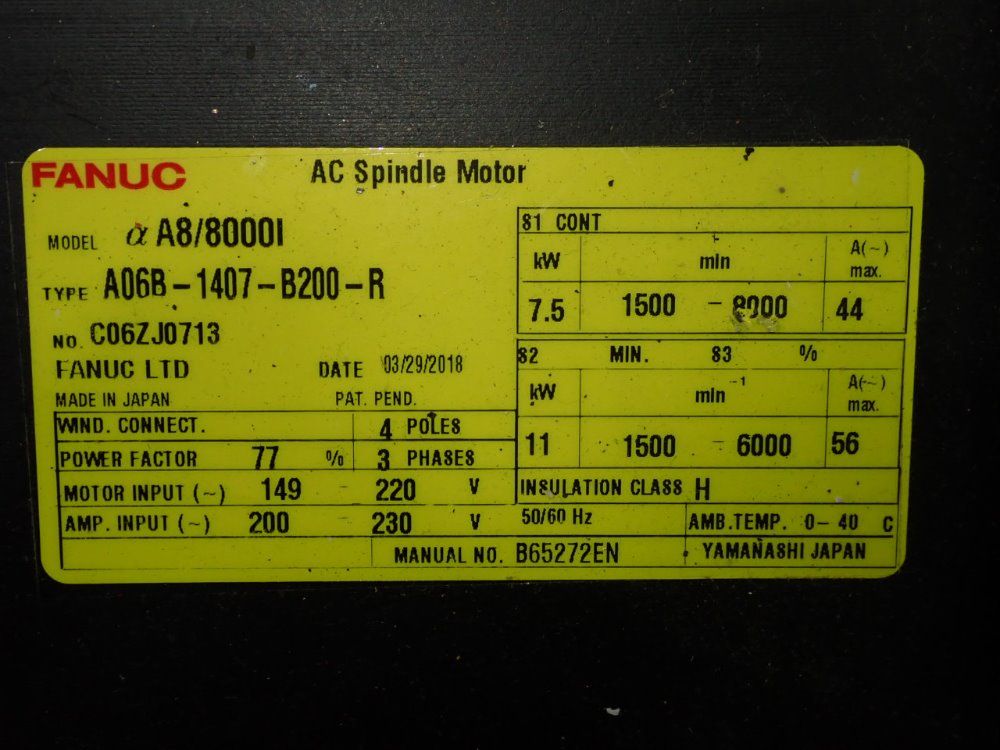 FANUC AC Spindle Motor
MODEL α A8/8000I
TYPE A06B-1407-B200-R
NO. C06ZJ0713
FANUC LTD DATE 03/29/2018
MADE IN JAPAN PAT. PEND.
WIND. CONNECT. 4 POLES
POWER FACTOR 77 % 3 PHASES
MOTOR INPUT (~) 149 - 220 V
AMP. INPUT (~) 200 - 230 V 50/60 Hz
MANUAL NO. B65272EN
S1 CONT
kW min A(~) max.
7.5 1500 - 8000 44
S2 MIN. S3 %
kW min-1 A(~) max.
11 1500 - 6000 56
INSULATION CLASS H
AMB.TEMP. 0-40 C
YAMANASHI JAPAN